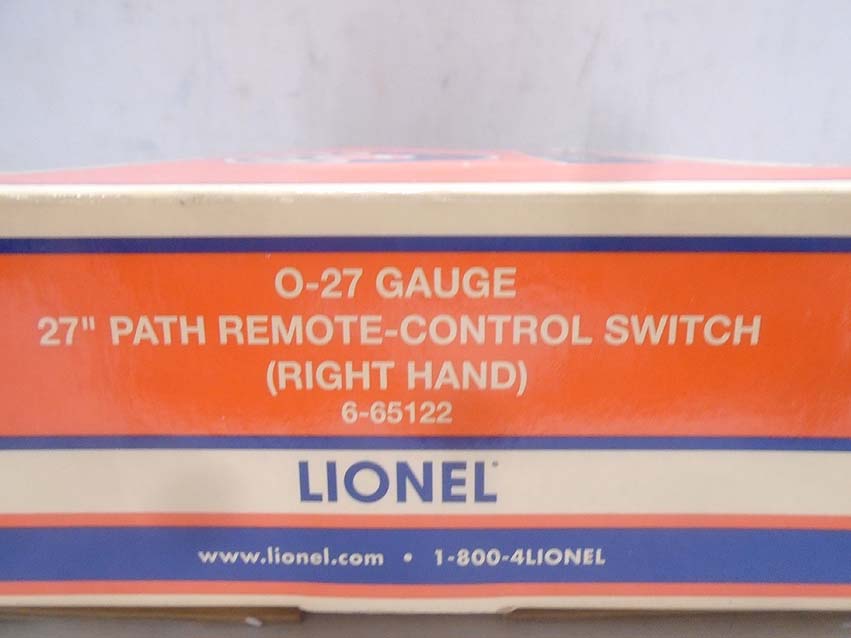 O-27 GAUGE
27" PATH REMOTE-CONTROL SWITCH
(RIGHT HAND)
6-65122
LIONEL
www.lionel.com • 1-800-4LIONEL